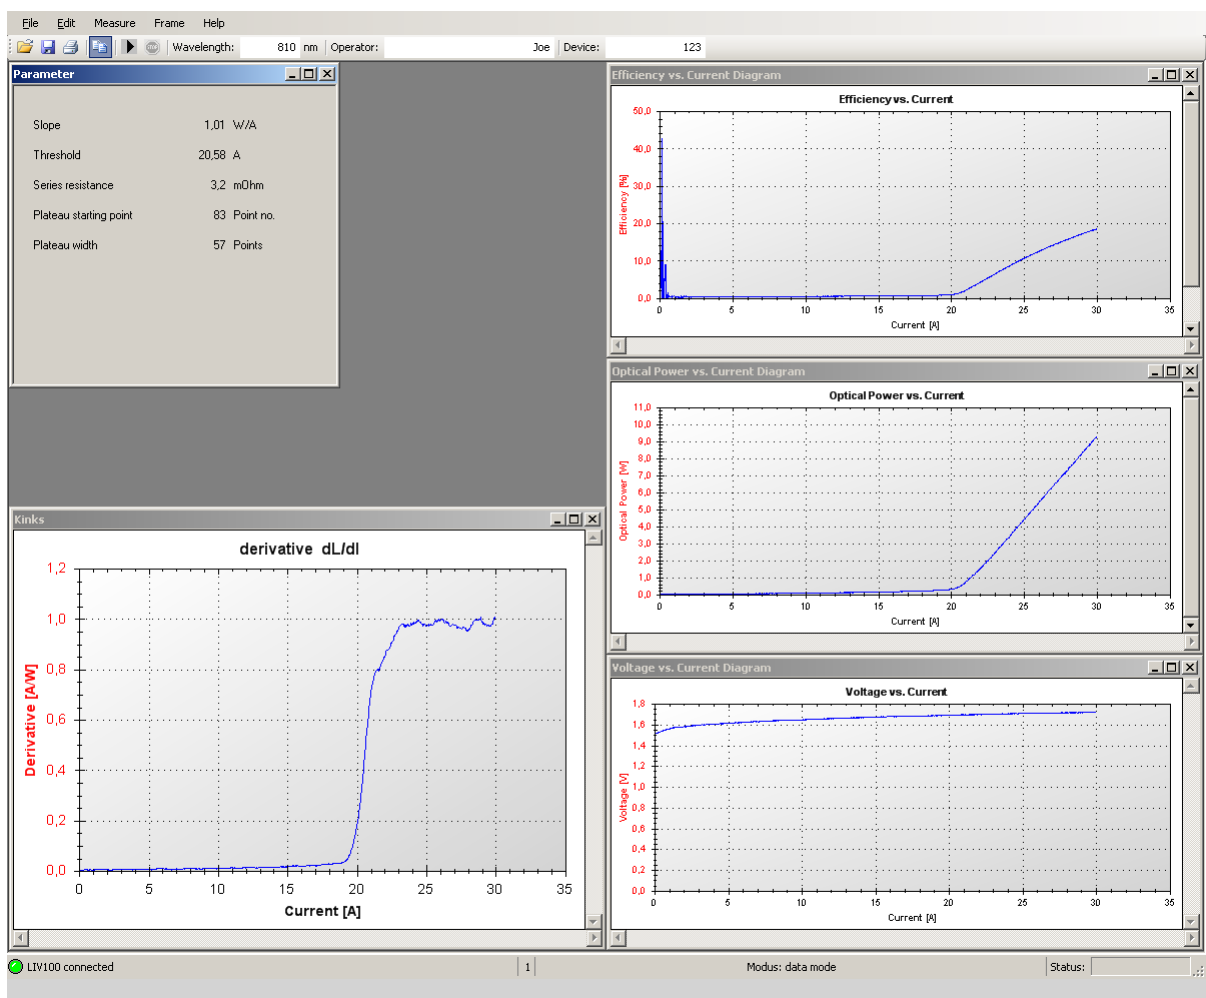 File Edit Measure Frame Help
Wavelength: 810 nm Operator: Joe Device: 123
Parameter
Slope 1,01 W/A
Threshold 20,58 A
Series resistance 3,2 mOhm
Plateau starting point 83 Point no.
Plateau width 57 Points
Efficiency vs. Current Diagram
Efficiency vs. Current
50,0
40,0
30,0
20,0
10,0
0,0
Efficiency [%]
0 5 10 15 20 25 30 35
Current [A]
Optical Power vs. Current Diagram
Optical Power vs. Current
11,0
10,0
9,0
8,0
7,0
6,0
5,0
4,0
3,0
2,0
1,0
0,0
Optical Power [W]
0 5 10 15 20 25 30 35
Current [A]
Kinks
derivative dL/dI
1,2
1,0
0,8
0,6
0,4
0,2
0,0
Derivative [A/W]
0 5 10 15 20 25 30 35
Current [A]
Voltage vs. Current Diagram
Voltage vs. Current
1,8
1,6
1,4
1,2
1,0
0,8
0,6
0,4
0,2
0,0
Voltage [V]
0 5 10 15 20 25 30 35
Current [A]
LIV100 connected 1 Modus: data mode Status: